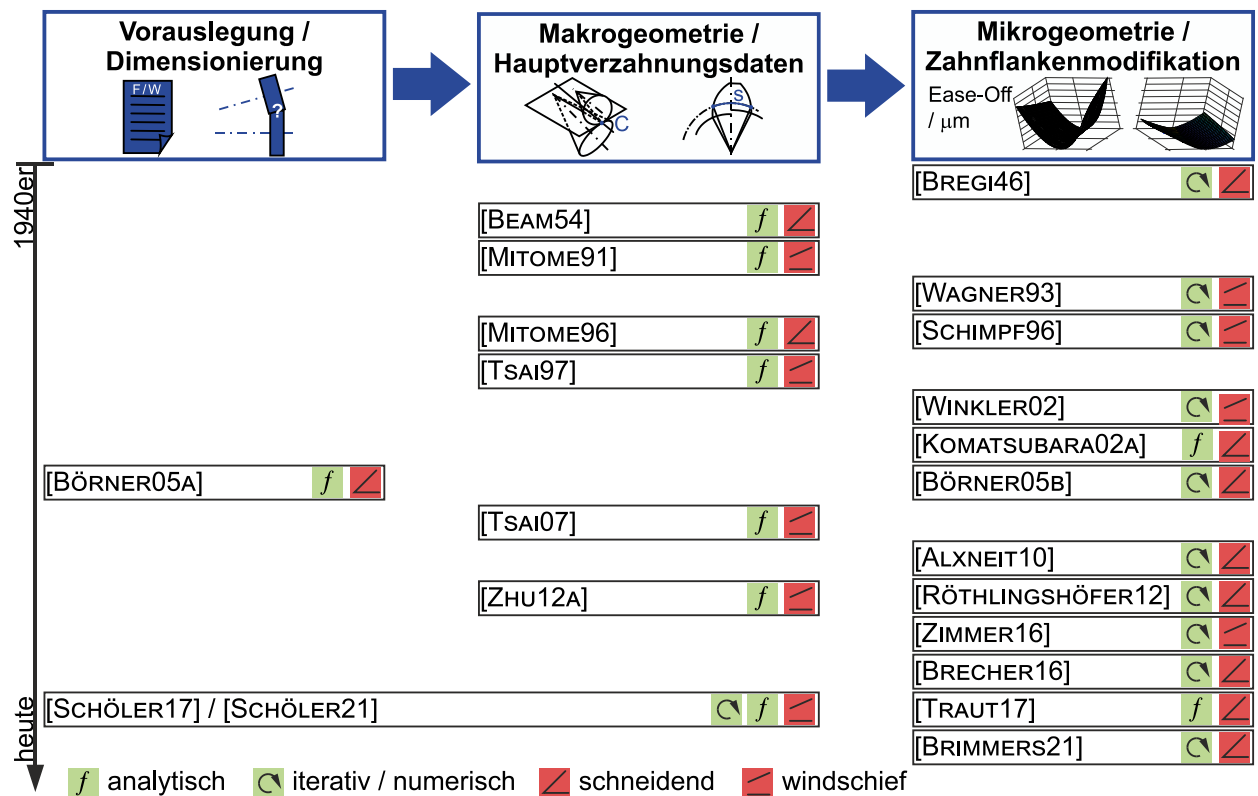 Vorauslegung /
Dimensionierung
F/W
?
Makrogeometrie /
Hauptverzahnungsdaten
C
s
Mikrogeometrie /
Zahnflankenmodifikation
Ease-Off
/ µm
1940er
[BREGI46]
[BEAM54] f
[MITOME91] f
[WAGNER93]
[MITOME96] f
[SCHIMPF96]
[TSAI97] f
[WINKLER02]
[KOMATSUBARA02A] f
[BÖRNER05A] f
[BÖRNER05B]
[TSAI07] f
[ALXNEIT10]
[ZHU12A] f
[RÖTHLINGSHÖFER12]
[ZIMMER16]
[BRECHER16]
[SCHÖLER17] / [SCHÖLER21] f
[TRAUT17] f
[BRIMMERS21]
heute
f analytisch iterativ / numerisch schneidend windschief